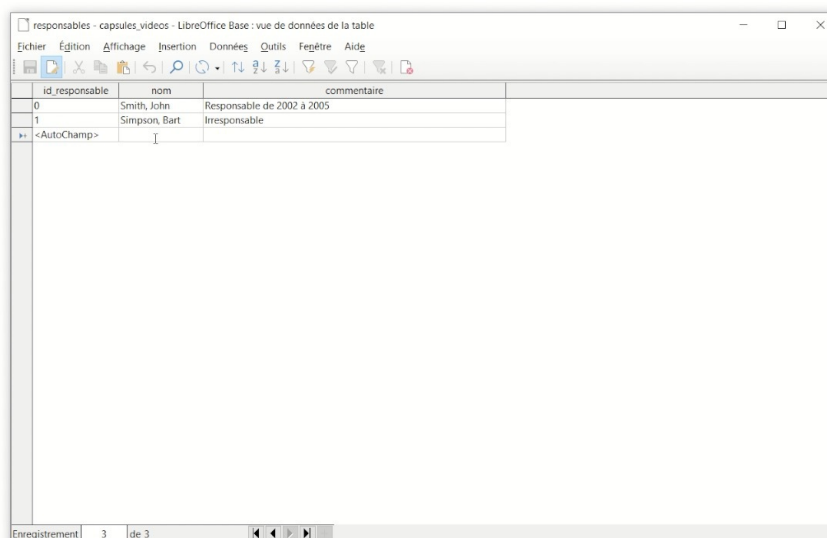 responsables - capsules_videos - LibreOffice Base : vue de données de la table
Fichier Édition Affichage Insertion Données Outils Fenêtre Aide
id_responsable nom commentaire
0 Smith, John Responsable de 2002 à 2005
1 Simpson, Bart Irresponsable
<AutoChamp>
Enregistrement 3 de 3